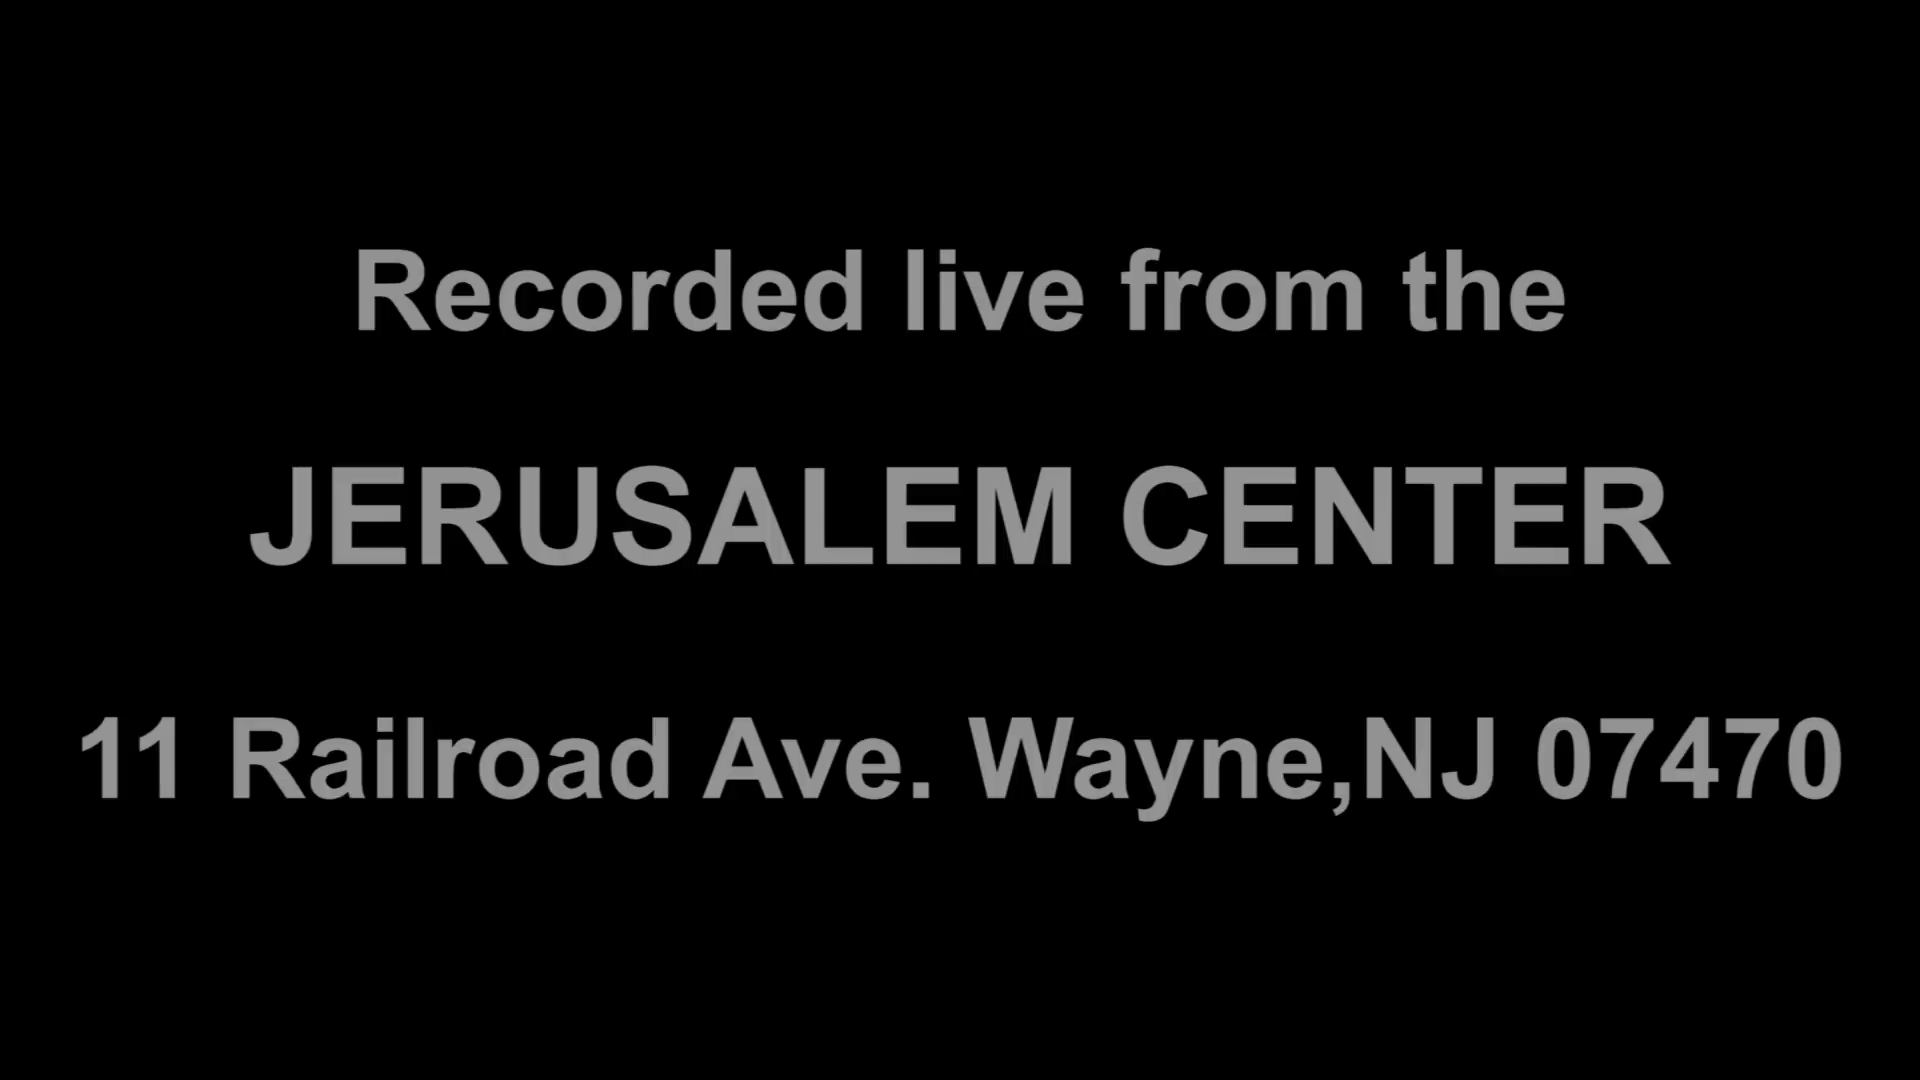 Recorded live from the
JERUSALEM CENTER
11 Railroad Ave. Wayne,NJ 07470